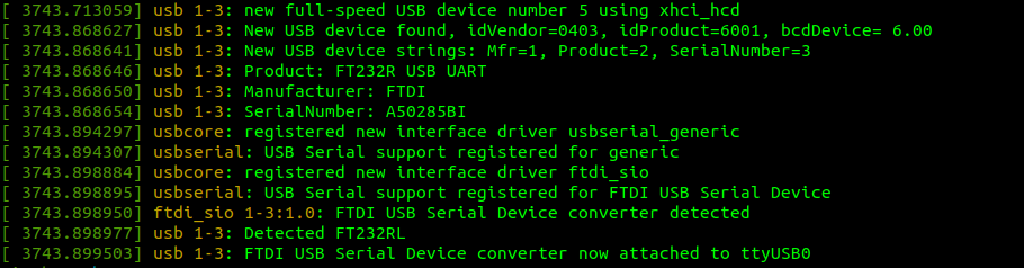 [ 3743.713059] usb 1-3: new full-speed USB device number 5 using xhci_hcd
[ 3743.868627] usb 1-3: New USB device found, idVendor=0403, idProduct=6001, bcdDevice= 6.00
[ 3743.868641] usb 1-3: New USB device strings: Mfr=1, Product=2, SerialNumber=3
[ 3743.868646] usb 1-3: Product: FT232R USB UART
[ 3743.868650] usb 1-3: Manufacturer: FTDI
[ 3743.868654] usb 1-3: SerialNumber: A50285BI
[ 3743.894297] usbcore: registered new interface driver usbserial_generic
[ 3743.894307] usbserial: USB Serial support registered for generic
[ 3743.898884] usbcore: registered new interface driver ftdi_sio
[ 3743.898895] usbserial: USB Serial support registered for FTDI USB Serial Device
[ 3743.898950] ftdi_sio 1-3:1.0: FTDI USB Serial Device converter detected
[ 3743.898977] usb 1-3: Detected FT232RL
[ 3743.899503] usb 1-3: FTDI USB Serial Device converter now attached to ttyUSB0